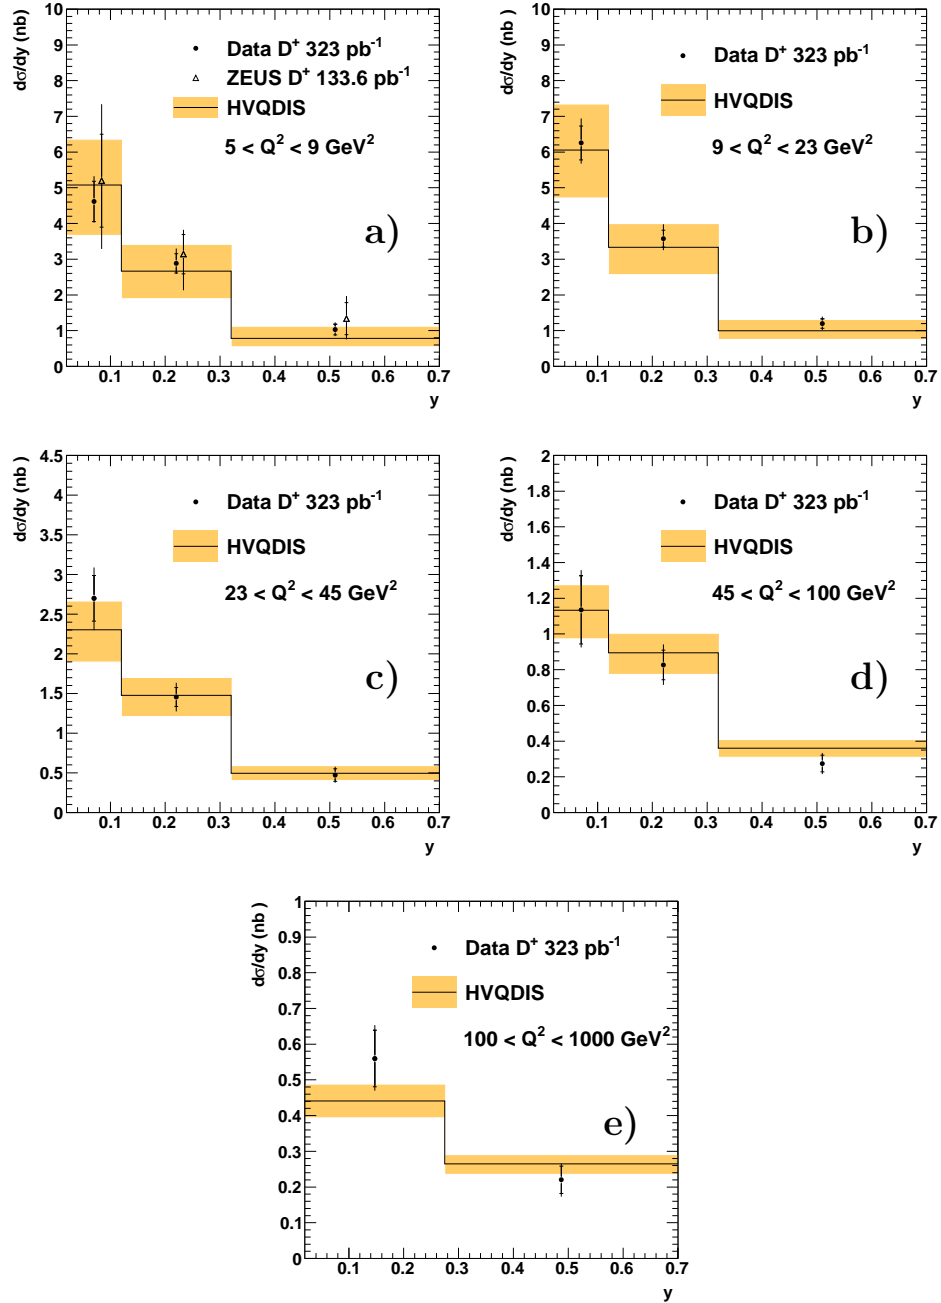 dσ/dy (nb)
10
9
8
7
6
5
4
3
2
1
0
Data D⁺ 323 pb⁻¹
ZEUS D⁺ 133.6 pb⁻¹
HVQDIS
5 < Q² < 9 GeV²
a)
0.1 0.2 0.3 0.4 0.5 0.6 0.7
y
dσ/dy (nb)
10
9
8
7
6
5
4
3
2
1
0
Data D⁺ 323 pb⁻¹
HVQDIS
9 < Q² < 23 GeV²
b)
0.1 0.2 0.3 0.4 0.5 0.6 0.7
y
dσ/dy (nb)
4.5
4
3.5
3
2.5
2
1.5
1
0.5
0
Data D⁺ 323 pb⁻¹
HVQDIS
23 < Q² < 45 GeV²
c)
0.1 0.2 0.3 0.4 0.5 0.6 0.7
y
dσ/dy (nb)
2
1.8
1.6
1.4
1.2
1
0.8
0.6
0.4
0.2
0
Data D⁺ 323 pb⁻¹
HVQDIS
45 < Q² < 100 GeV²
d)
0.1 0.2 0.3 0.4 0.5 0.6 0.7
y
dσ/dy (nb)
1
0.9
0.8
0.7
0.6
0.5
0.4
0.3
0.2
0.1
0
Data D⁺ 323 pb⁻¹
HVQDIS
100 < Q² < 1000 GeV²
e)
0.1 0.2 0.3 0.4 0.5 0.6 0.7
y